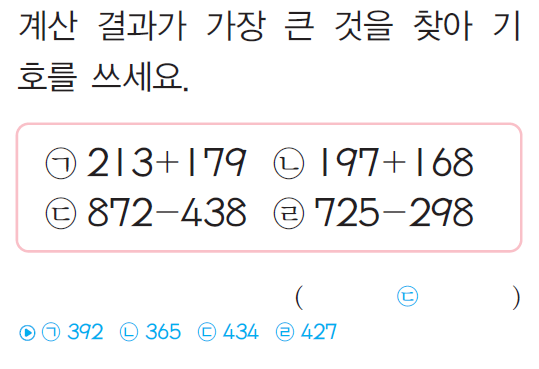 계산 결과가 가장 큰 것을 찾아 기
호를 쓰세요.
㉠ 213+179 ㉡ 197+168
㉢ 872-438 ㉣ 725-298
( ㉢ )
▶ ㉠ 392 ㉡ 365 ㉢ 434 ㉣ 427